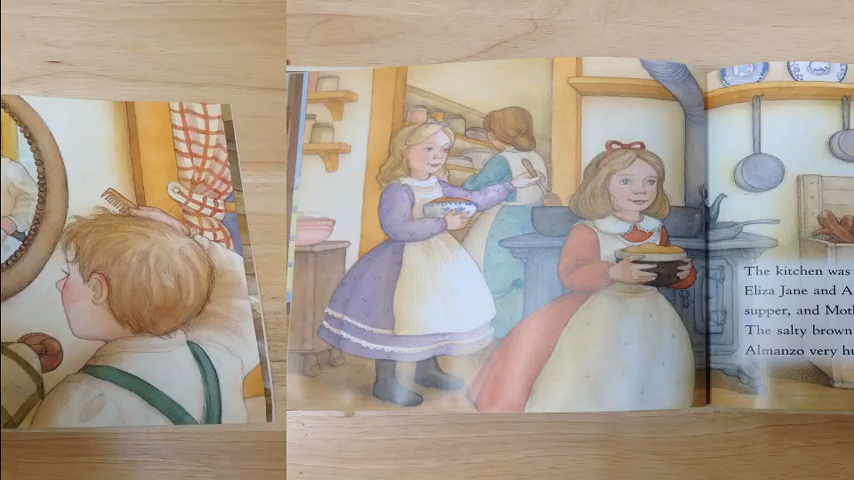 The kitchen was
Eliza Jane and A
supper, and Moth
The salty brown
Almanzo very hu